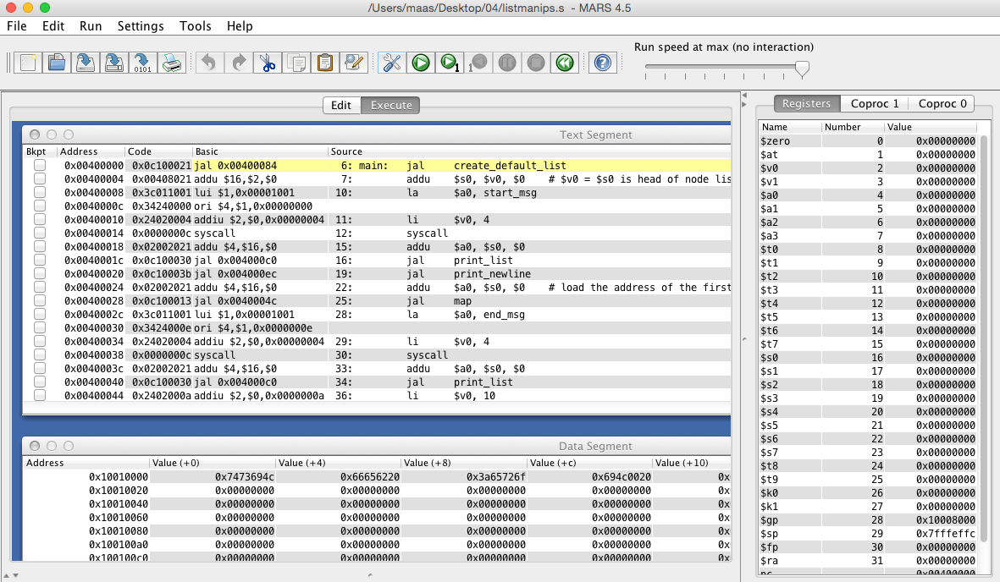 /Users/maas/Desktop/04/listmanips.s - MARS 4.5
File Edit Run Settings Tools Help
Run speed at max (no interaction)
Edit Execute
Registers Coproc 1 Coproc 0
Text Segment
Bkpt Address Code Basic Source
0x00400000 0x0c100021 jal 0x00400084 6: main: jal create_default_list
0x00400004 0x00408021 addu $16,$2,$0 7: addu $s0, $v0, $0 # $v0 = $s0 is head of node lis
0x00400008 0x3c011001 lui $1,0x00001001 10: la $a0, start_msg
0x0040000c 0x34240000 ori $4,$1,0x00000000
0x00400010 0x24020004 addiu $2,$0,0x00000004 11: li $v0, 4
0x00400014 0x0000000c syscall 12: syscall
0x00400018 0x02002021 addu $4,$16,$0 15: addu $a0, $s0, $0
0x0040001c 0x0c100030 jal 0x004000c0 16: jal print_list
0x00400020 0x0c10003b jal 0x004000ec 19: jal print_newline
0x00400024 0x02002021 addu $4,$16,$0 22: addu $a0, $s0, $0 # load the address of the first
0x00400028 0x0c100013 jal 0x0040004c 25: jal map
0x0040002c 0x3c011001 lui $1,0x00001001 28: la $a0, end_msg
0x00400030 0x3424000e ori $4,$1,0x0000000e
0x00400034 0x24020004 addiu $2,$0,0x00000004 29: li $v0, 4
0x00400038 0x0000000c syscall 30: syscall
0x0040003c 0x02002021 addu $4,$16,$0 33: addu $a0, $s0, $0
0x00400040 0x0c100030 jal 0x004000c0 34: jal print_list
0x00400044 0x2402000a addiu $2,$0,0x0000000a 36: li $v0, 10
Data Segment
Address Value (+0) Value (+4) Value (+8) Value (+c) Value (+10)
0x10010000 0x7473694c 0x66656220 0x3a65726f 0x694c0020 0x
0x10010020 0x00000000 0x00000000 0x00000000 0x00000000 0x
0x10010040 0x00000000 0x00000000 0x00000000 0x00000000 0x
0x10010060 0x00000000 0x00000000 0x00000000 0x00000000 0x
0x10010080 0x00000000 0x00000000 0x00000000 0x00000000 0x
0x100100a0 0x00000000 0x00000000 0x00000000 0x00000000 0x
0x100100c0 0x00000000 0x00000000 0x00000000 0x00000000 0x
Name Number Value
$zero 0 0x00000000
$at 1 0x00000000
$v0 2 0x00000000
$v1 3 0x00000000
$a0 4 0x00000000
$a1 5 0x00000000
$a2 6 0x00000000
$a3 7 0x00000000
$t0 8 0x00000000
$t1 9 0x00000000
$t2 10 0x00000000
$t3 11 0x00000000
$t4 12 0x00000000
$t5 13 0x00000000
$t6 14 0x00000000
$t7 15 0x00000000
$s0 16 0x00000000
$s1 17 0x00000000
$s2 18 0x00000000
$s3 19 0x00000000
$s4 20 0x00000000
$s5 21 0x00000000
$s6 22 0x00000000
$s7 23 0x00000000
$t8 24 0x00000000
$t9 25 0x00000000
$k0 26 0x00000000
$k1 27 0x00000000
$gp 28 0x10008000
$sp 29 0x7fffeffc
$fp 30 0x00000000
$ra 31 0x00000000
pc 0x00400000